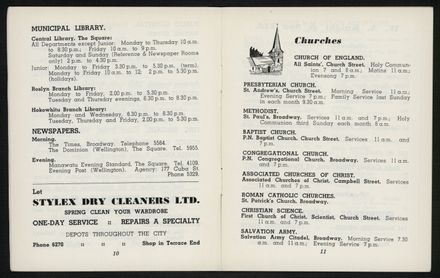 MUNICIPAL LIBRARY.
Central Library, The Square:
All Departments except Junior: Monday to Thursday 10 a.m.
to 8.30 p.m.; Friday 10 a.m. to 9 p.m.
Saturday and Sunday (Reference & Newspaper Rooms
only): 2 p.m. to 4.30 p.m.
Junior: Monday to Friday 3.30 p.m. to 5.30 p.m. (term).
Monday to Friday, 10 a.m. to 12; 2 p.m. to 5.30 p.m.
(holidays).
Roslyn Branch Library:
Monday and Friday, 2.00 p.m. to 5.30 p.m.
Tuesday and Thursday evenings, 6.30 p.m. to 8.30 p.m.
Hokowhitu Branch Library:
Monday and Wednesday, 6.30 p.m. to 8.30 p.m.
Tuesday, Thursday and Friday, 2.00 p.m. to 5.30 p.m.
NEWSPAPERS.
Morning.
The Times, Broadway. Telephone 5584.
The Dominion (Wellington), The Square. Tel. 5955.
Evening.
Manawatu Evening Standard, The Square. Tel. 4109.
Evening Post (Wellington). Agency: 177 Cuba St.
Phone 5029.
Let
STYLEX DRY CLEANERS LTD.
SPRING CLEAN YOUR WARDROBE
ONE-DAY SERVICE :: REPAIRS A SPECIALTY
DEPOTS THROUGHOUT THE CITY
Phone 6270 :: :: Shop in Terrace End
10
Churches
CHURCH OF ENGLAND.
All Saints', Church Street. Holy Commun-
ion 7 and 8 a.m.; Matins 11 a.m.;
Evensong 7 p.m.
PRESBYTERIAN CHURCH.
St. Andrew's, Church Street. Morning Service 11 a.m.;
Evening Service 7 p.m.; Family Service last Sunday
in each month 9.30 a.m.
METHODIST.
St. Paul's, Broadway. Services 11 a.m. and 7 p.m.; Holy
Communion third Sunday each month 8 a.m.
BAPTIST CHURCH.
P.N. Baptist Church, Church Street. Services 11 a.m. and
7 p.m.
CONGREGATIONAL CHURCH.
P.N. Congregational Church, Broadway. Services 11 a.m.
and 7 p.m.
ASSOCIATED CHURCHES OF CHRIST.
Associated Churches of Christ, Campbell Street. Services
11 a.m. and 7 p.m.
ROMAN CATHOLIC CHURCHES.
St. Patrick's Church, Broadway.
CHRISTIAN SCIENCE.
First Church of Christ, Scientist, Church Street. Services
11 a.m. and 7 p.m.
SALVATION ARMY.
Salvation Army Citadel, Broadway. Morning Service 7.30
a.m. and 11 a.m.; Evening Service 7 p.m.
11